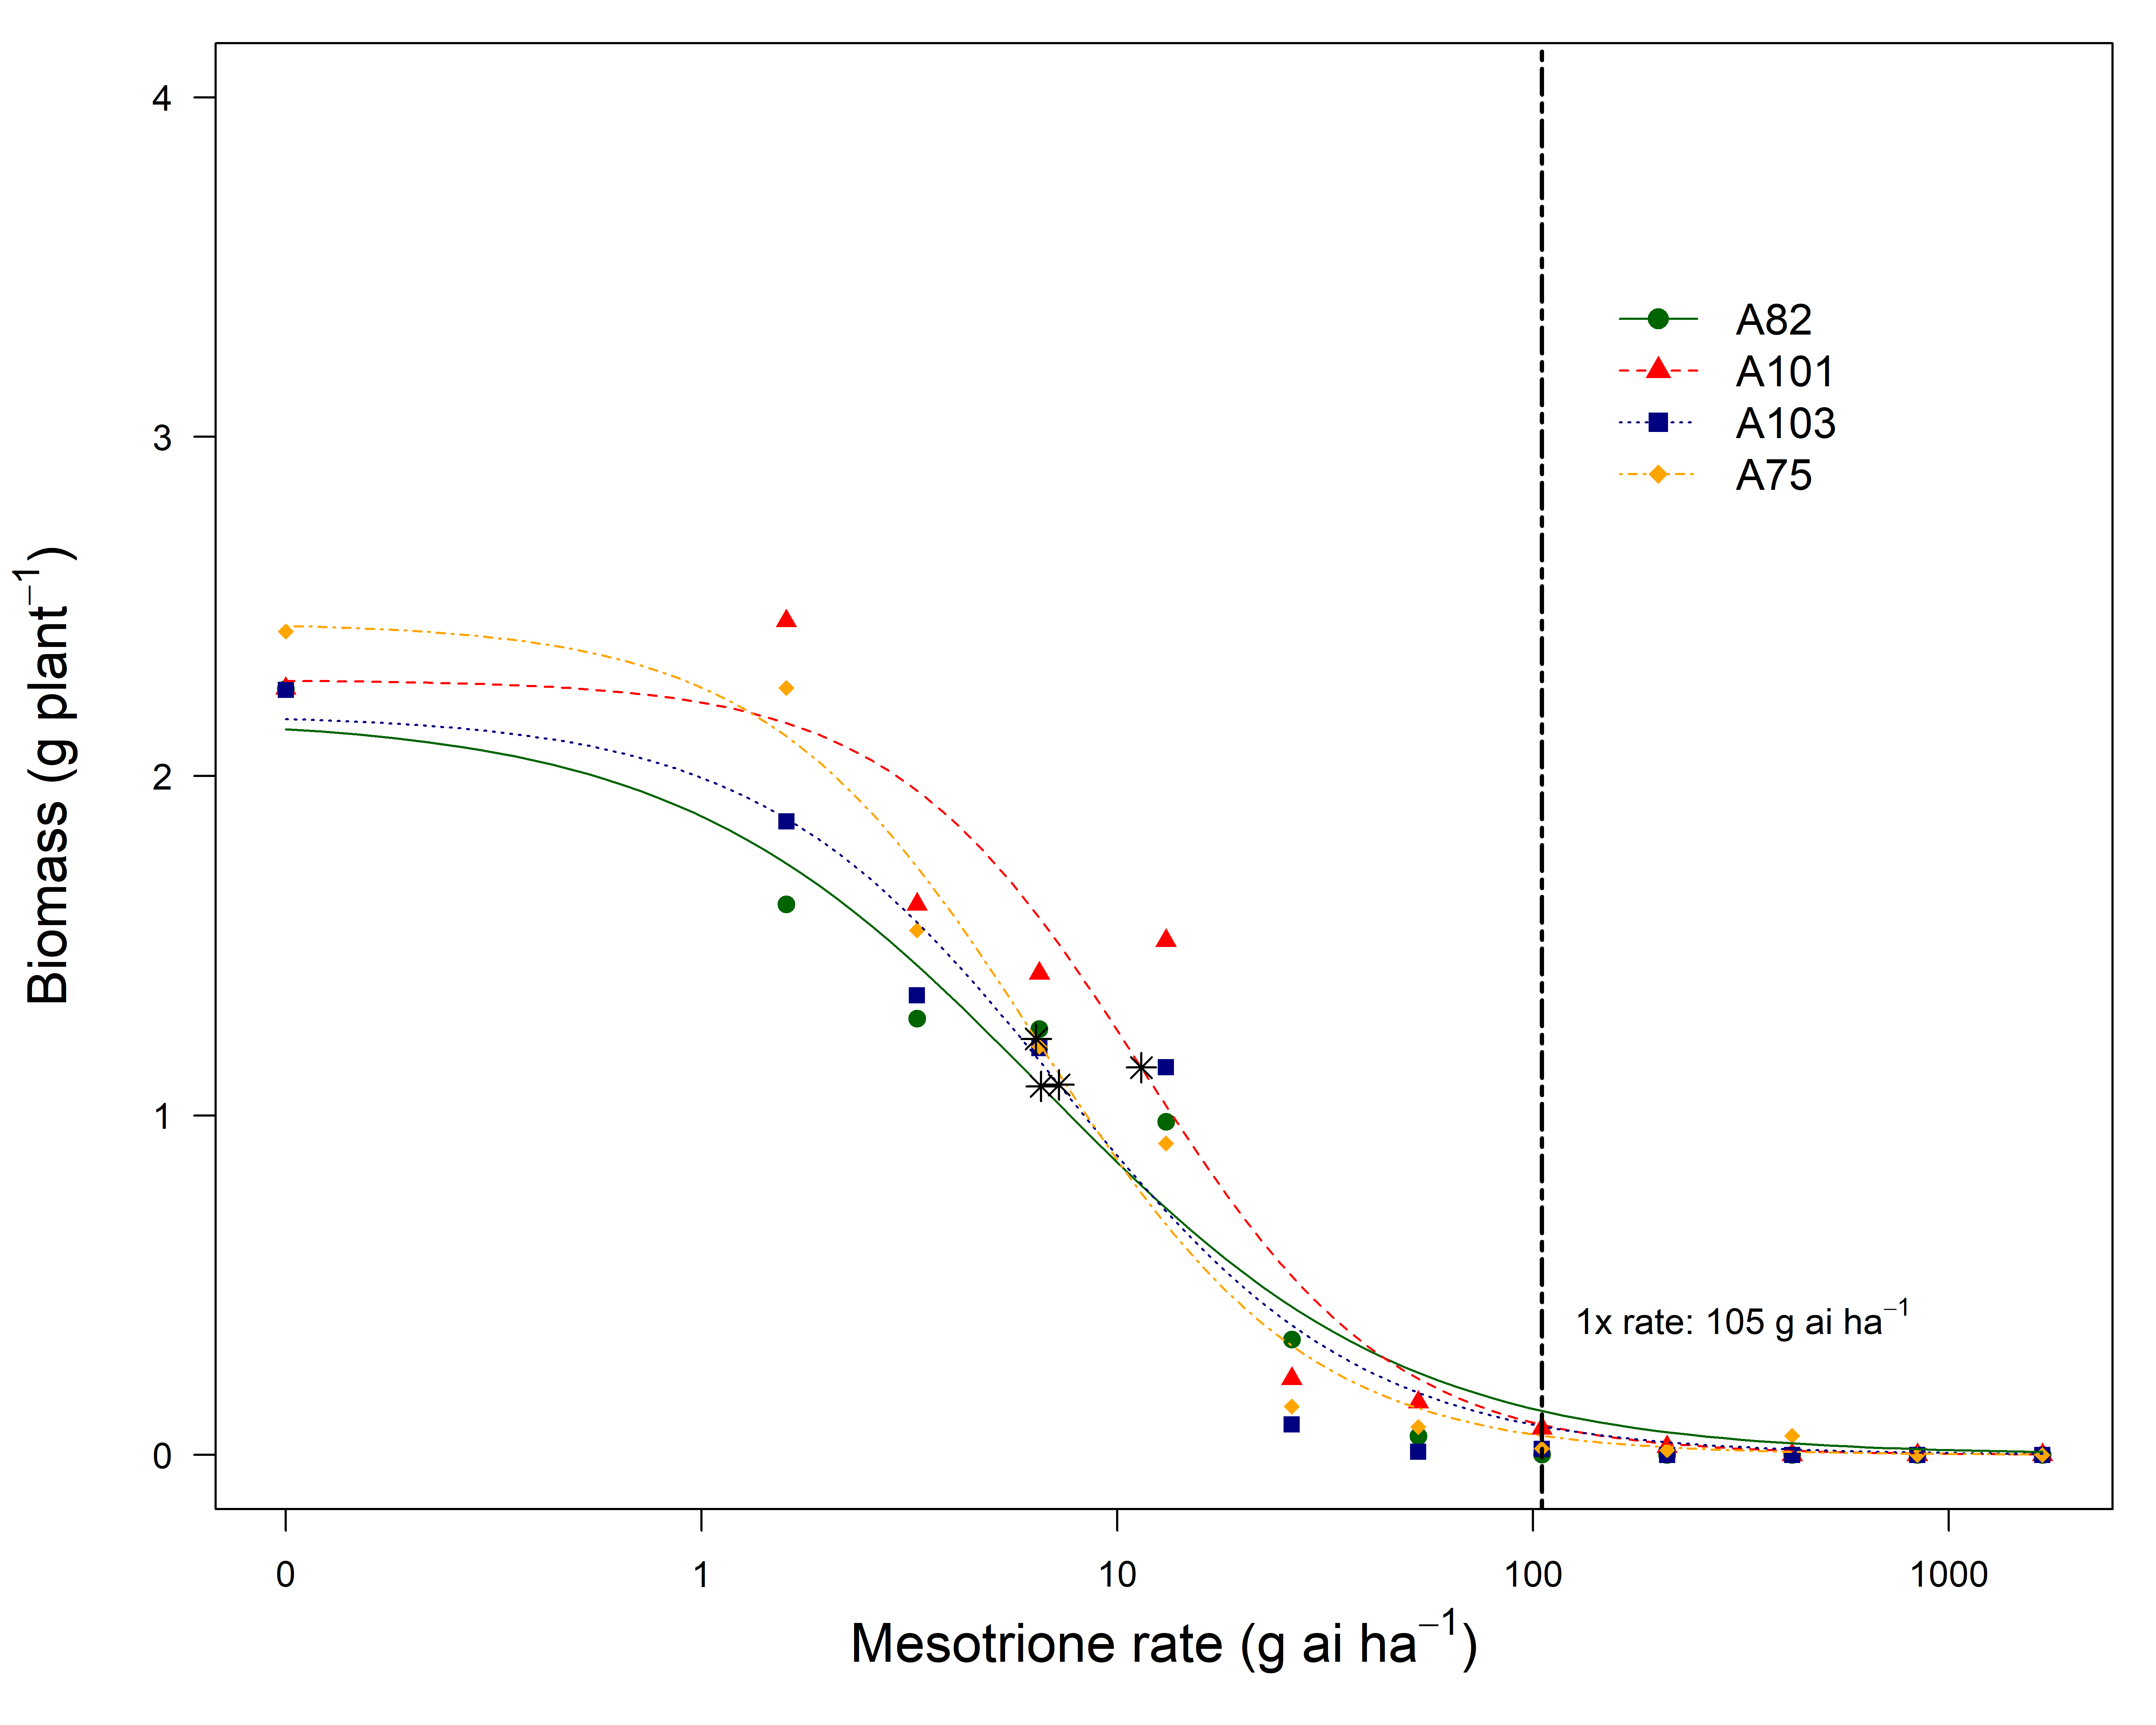 4
3
2
1
0
Biomass (g plant⁻¹)
A82
A101
A103
A75
1x rate: 105 g ai ha⁻¹
0 1 10 100 1000
Mesotrione rate (g ai ha⁻¹)